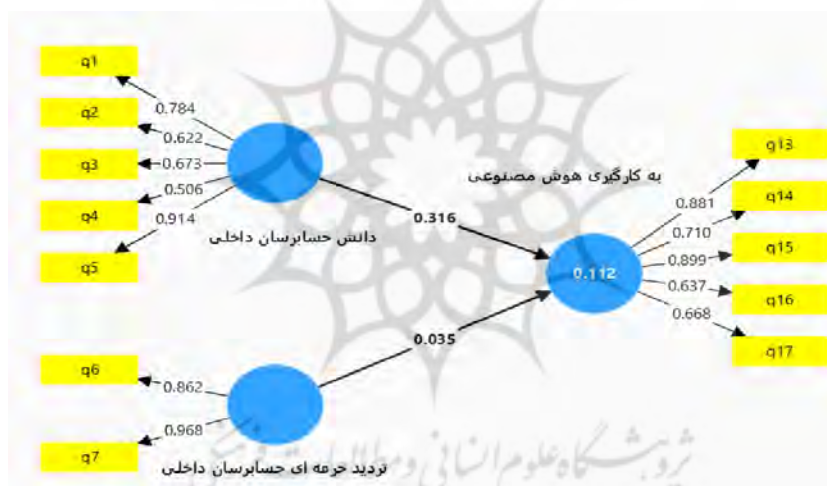 q1
0.784
q2
0.622
q3
0.673
q4
0.506
q5
0.914
دانش حسابرسان داخلی
0.316
به کارگیری هوش مصنوعی
0.112
q13
0.881
q14
0.710
q15
0.899
q16
0.637
q17
0.668
0.035
q6
0.862
q7
0.968
تردید حرفه ای حسابرسان داخلی